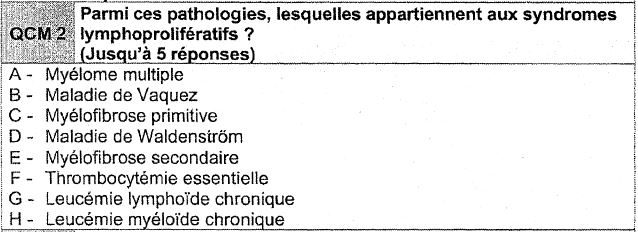 QCM 2 Parmi ces pathologies, lesquelles appartiennent aux syndromes
lymphoprolifératifs ?
(Jusqu'à 5 réponses)
A - Myélome multiple
B - Maladie de Vaquez
C - Myélofibrose primitive
D - Maladie de Waldenström
E - Myélofibrose secondaire
F - Thrombocytémie essentielle
G - Leucémie lymphoïde chronique
H - Leucémie myéloïde chronique